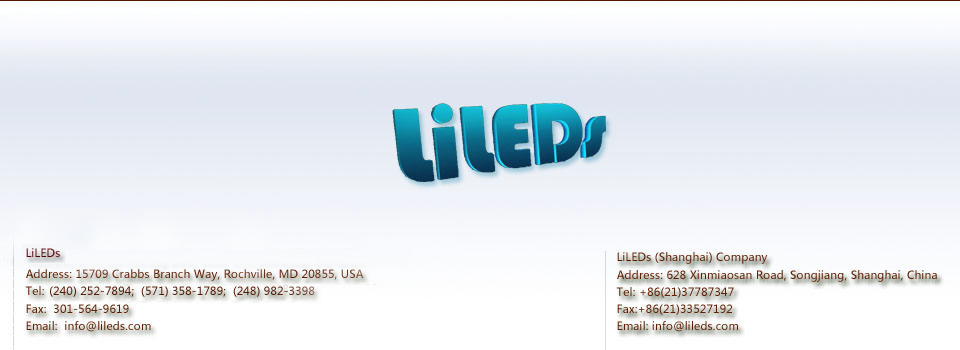 LiLEDs
LiLEDs
Address: 15709 Crabbs Branch Way, Rochville, MD 20855, USA
Tel: (240) 252-7894;  (571) 358-1789;  (248) 982-3398
Fax:  301-564-9619
Email:  info@lileds.com
LiLEDs (Shanghai) Company
Address: 628 Xinmiaosan Road, Songjiang, Shanghai, China
Tel: +86(21)37787347
Fax:+86(21)33527192
Email: info@lileds.com